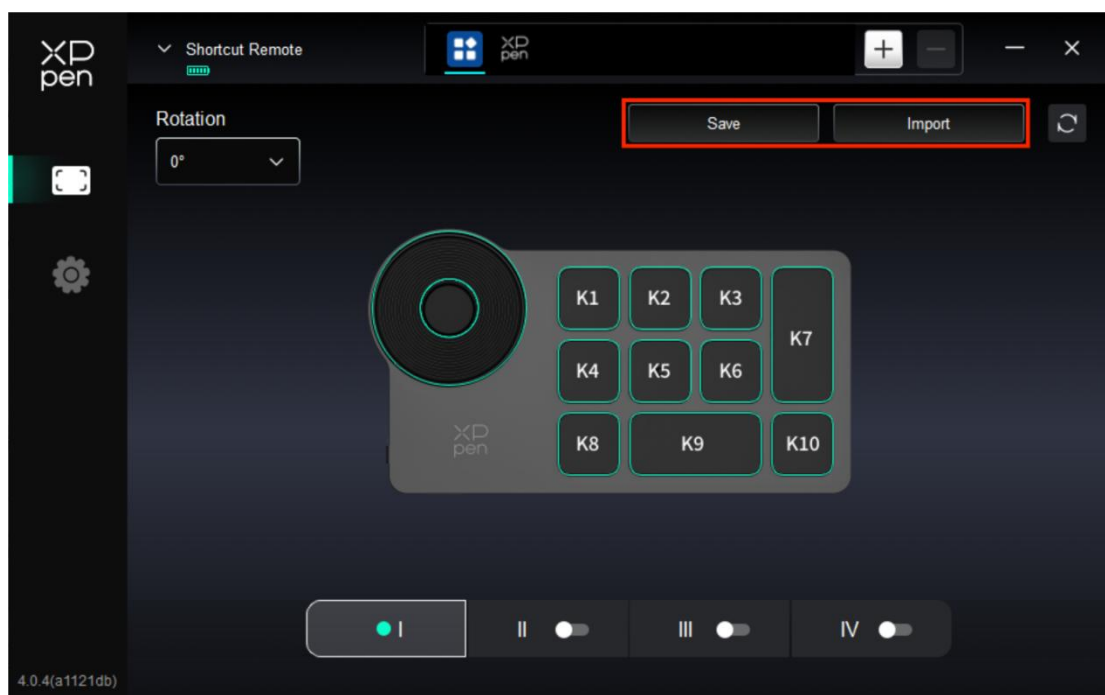 XP
pen
Shortcut Remote
XP
pen
Rotation
Save
Import
0°
K1
K2
K3
K7
K4
K5
K6
XP
pen
K8
K9
K10
I
II
III
IV
4.0.4(a1121db)